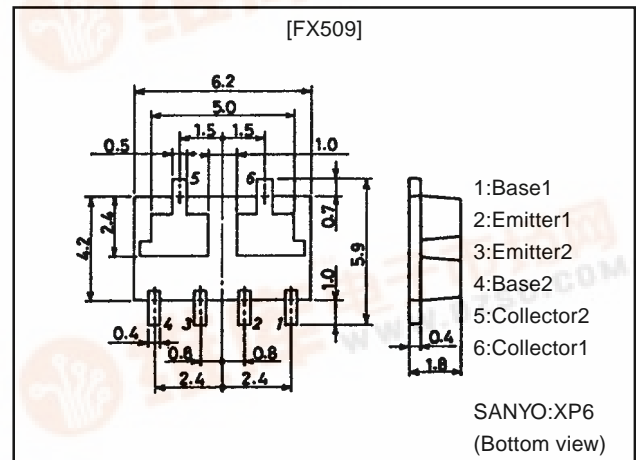 [FX509]
6.2
5.0
1.5 1.5
0.5 1.0
5 6
4.2 2.4 0.7 5.9 1.0
4 3 2 1
0.4
0.8 0.8
2.4 2.4
0.4
1.8
1:Base1
2:Emitter1
3:Emitter2
4:Base2
5:Collector2
6:Collector1
SANYO:XP6
(Bottom view)